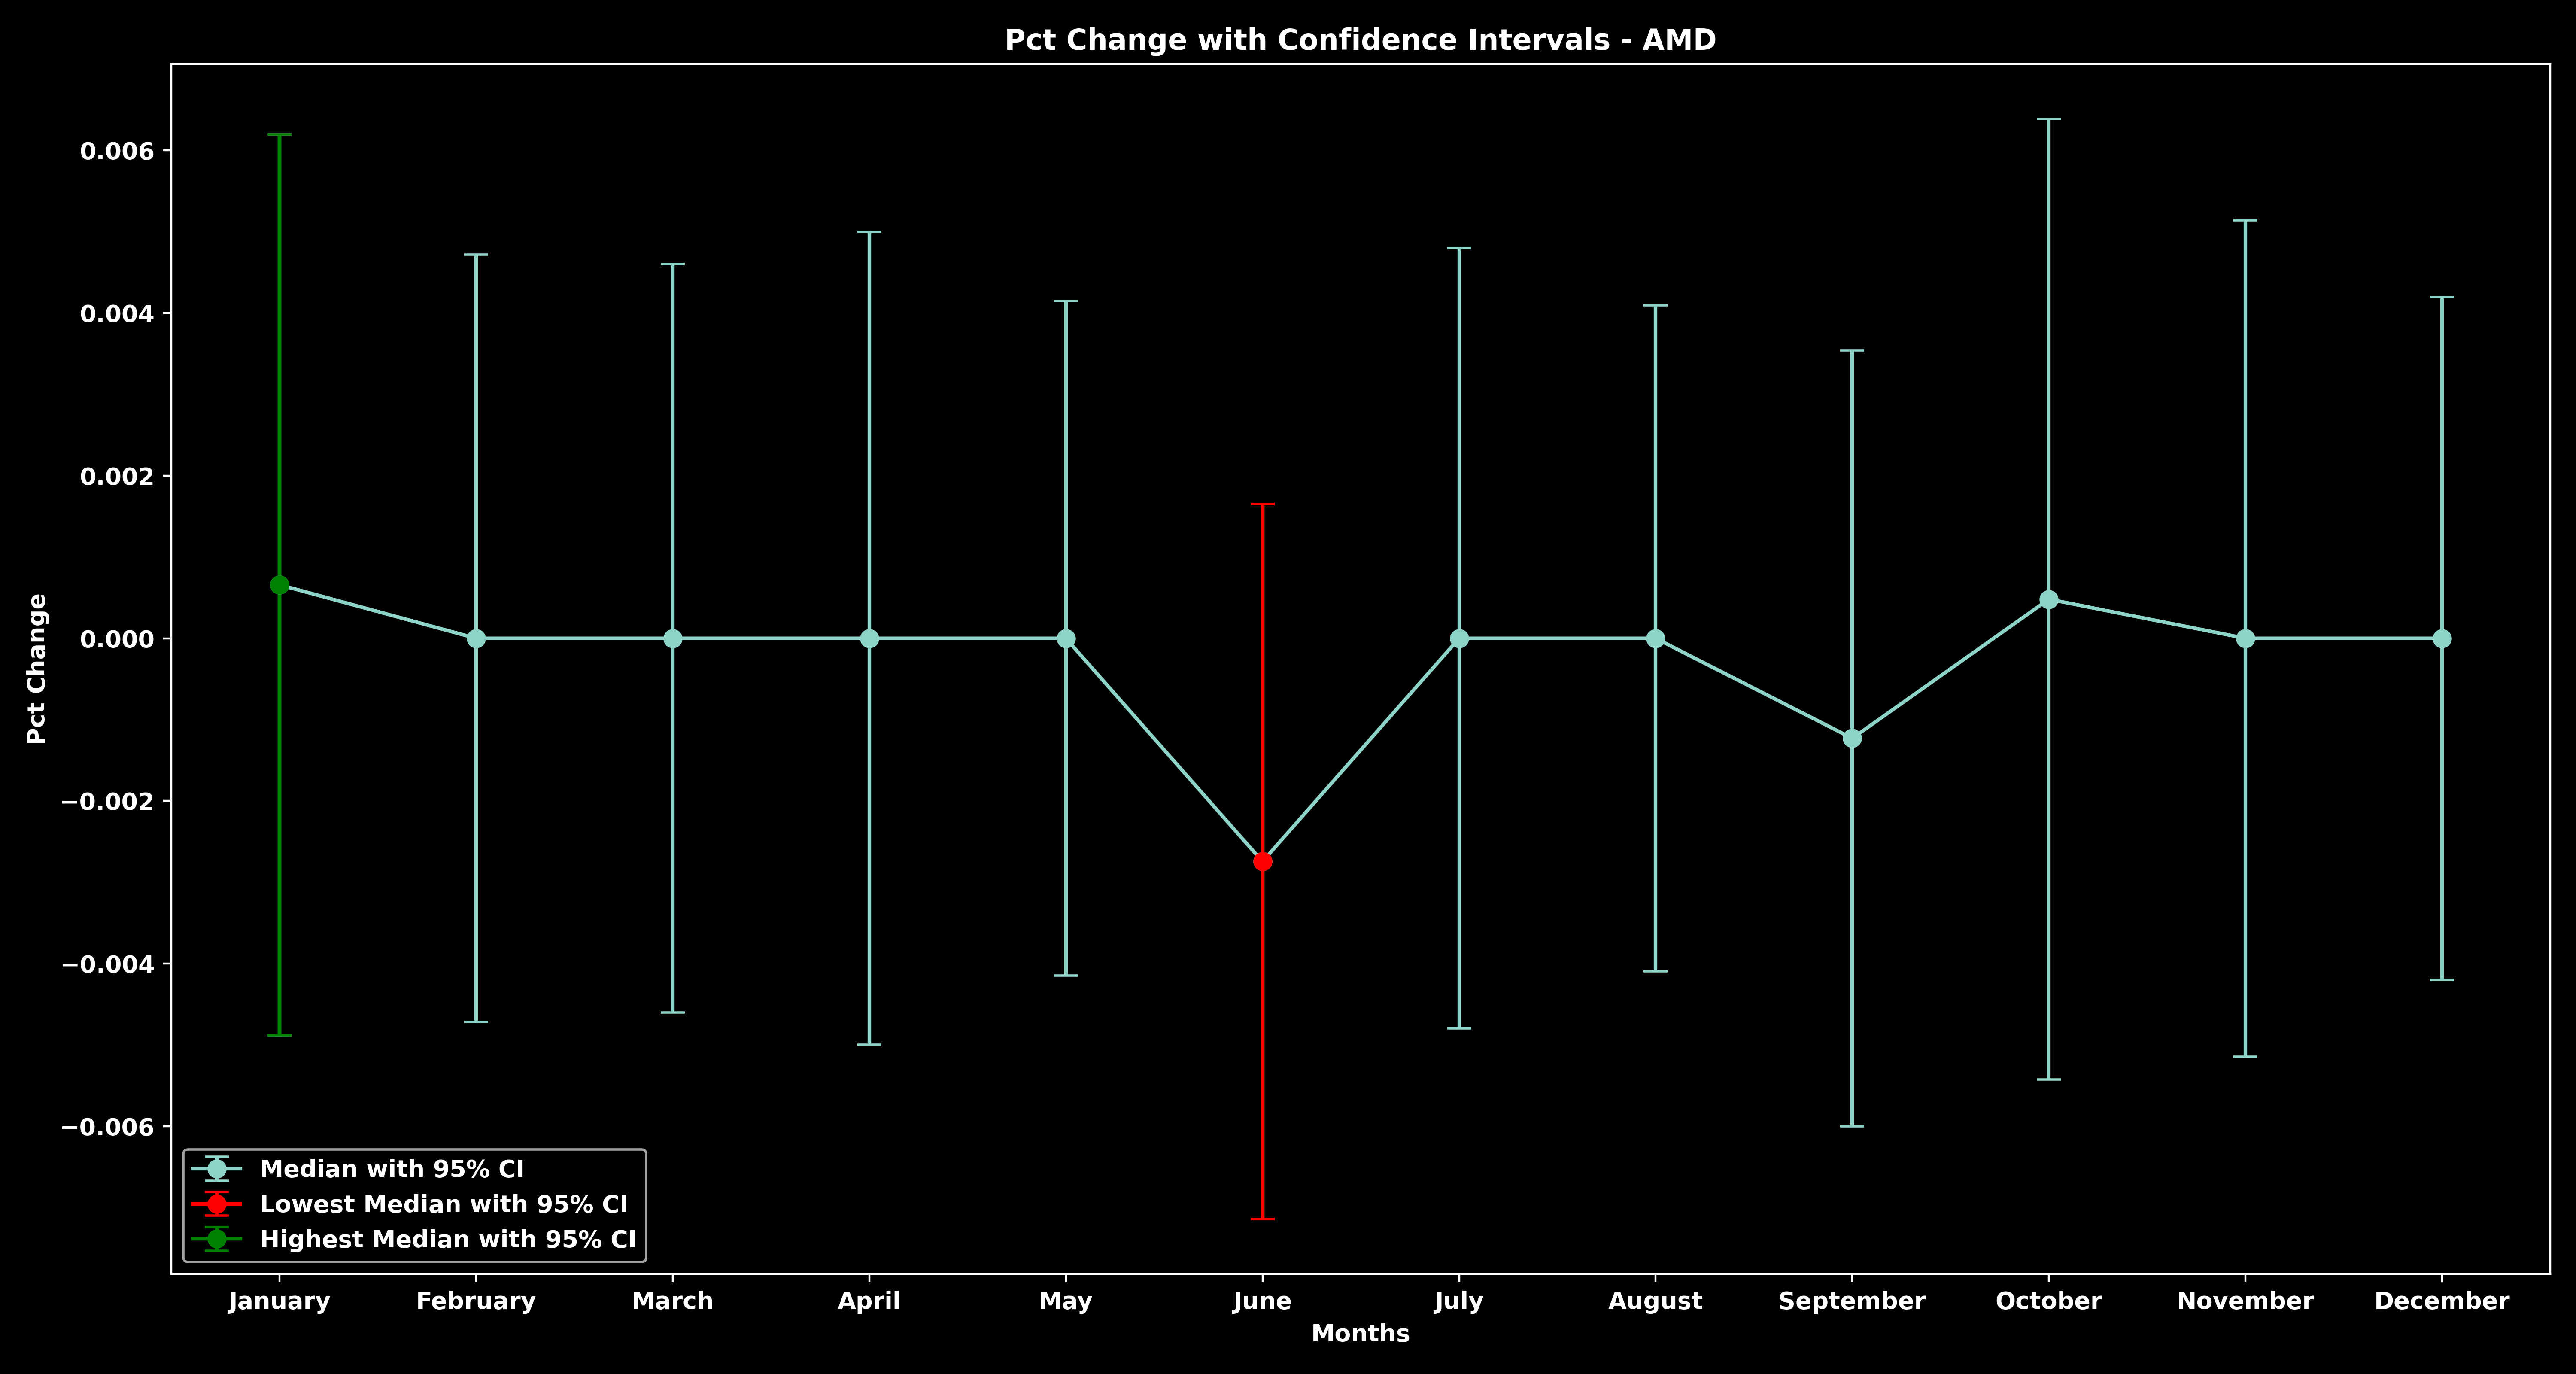 Pct Change with Confidence Intervals - AMD
Pct Change
0.006
0.004
0.002
0.000
−0.002
−0.004
−0.006
Median with 95% CI
Lowest Median with 95% CI
Highest Median with 95% CI
January February March April May June July August September October November December
Months